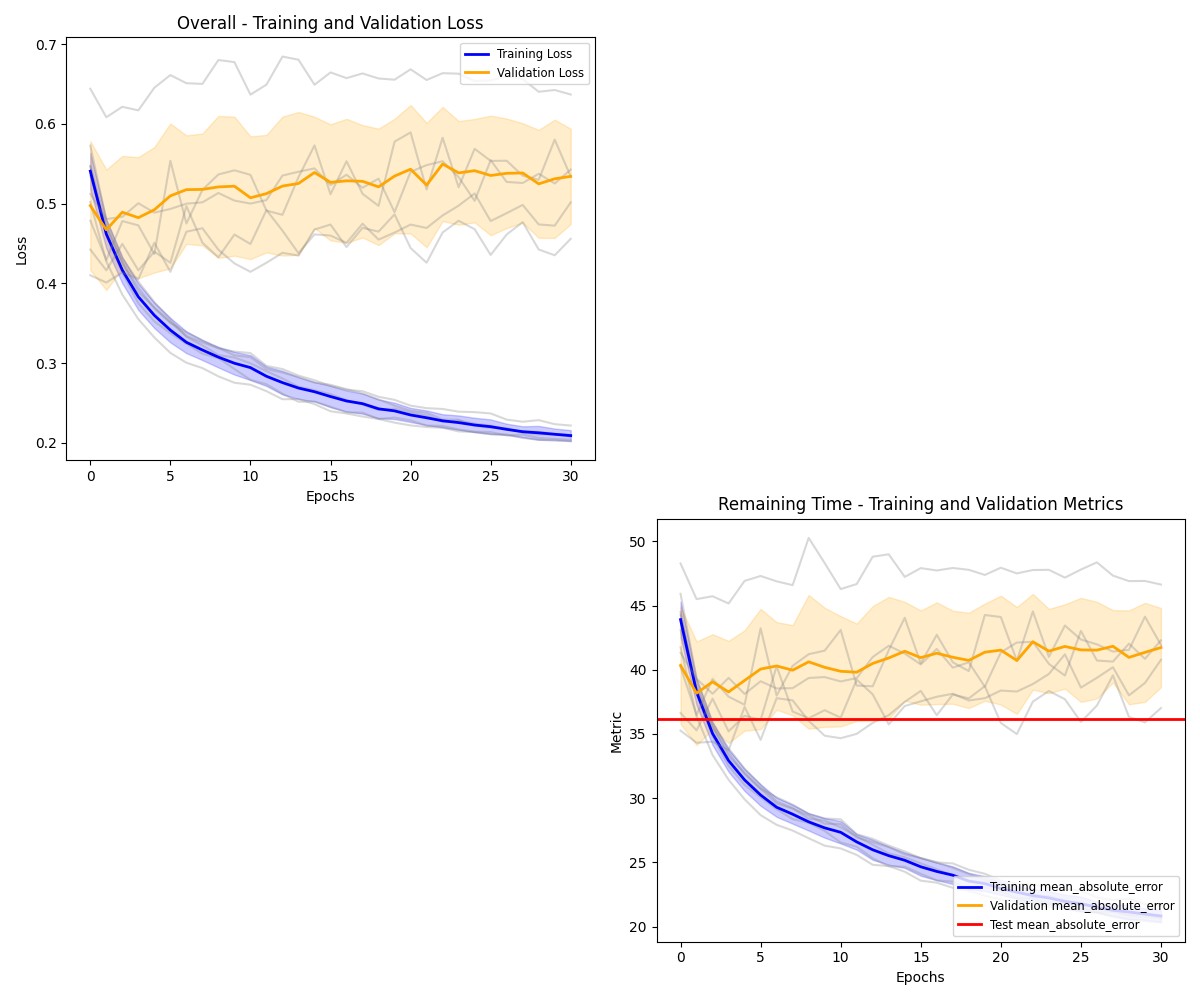 Overall - Training and Validation Loss
0.7
0.6
0.5
0.4
0.3
0.2
Loss
Training Loss
Validation Loss
0 5 10 15 20 25 30
Epochs
Remaining Time - Training and Validation Metrics
50
45
40
35
30
25
20
Metric
Training mean_absolute_error
Validation mean_absolute_error
Test mean_absolute_error
0 5 10 15 20 25 30
Epochs